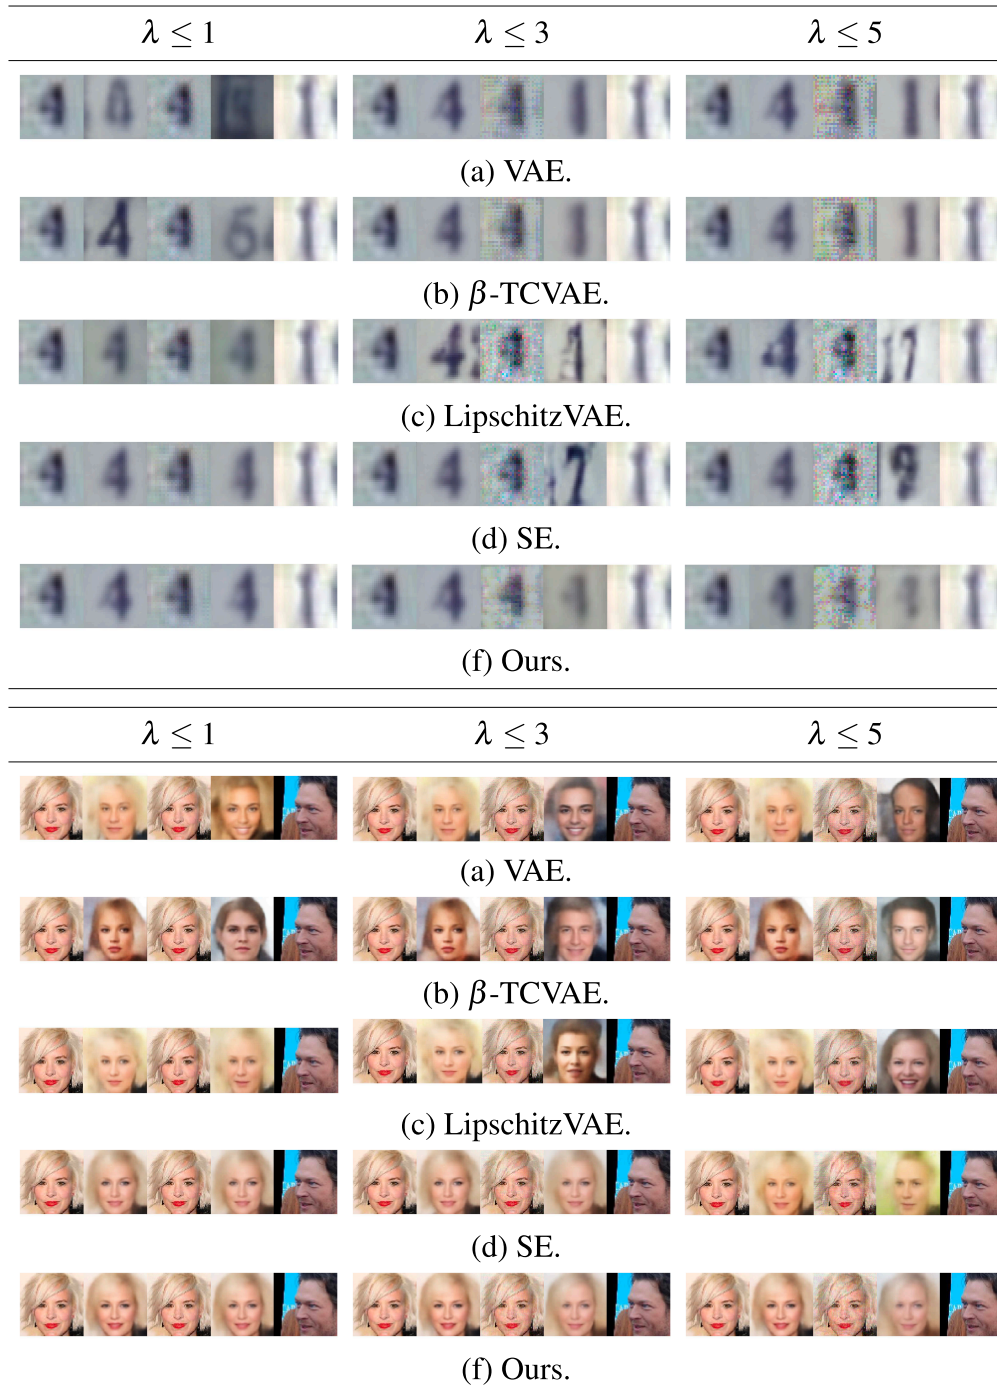 λ ≤ 1 λ ≤ 3 λ ≤ 5
(a) VAE.
(b) β-TCVAE.
(c) LipschitzVAE.
(d) SE.
(f) Ours.
λ ≤ 1 λ ≤ 3 λ ≤ 5
(a) VAE.
(b) β-TCVAE.
(c) LipschitzVAE.
(d) SE.
(f) Ours.